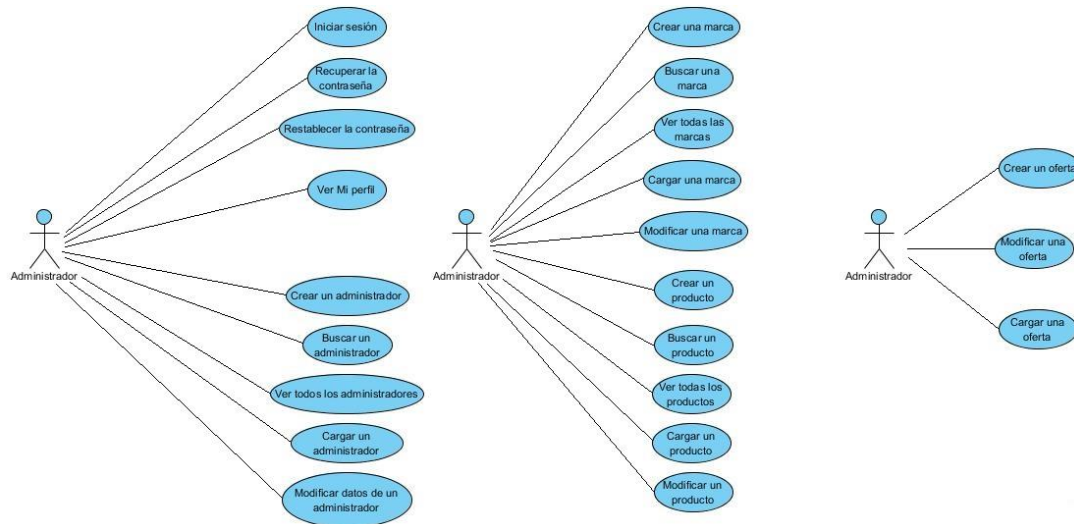 Iniciar sesión
Recuperar la
contraseña
Restablecer la contraseña
Ver Mi perfil
Administrador
Crear un administrador
Buscar un
administrador
Ver todos los administradores
Cargar un
administrador
Modificar datos de un
administrador
Crear una marca
Buscar una
marca
Ver todas las
marcas
Cargar una marca
Modificar una marca
Administrador
Crear un
producto
Buscar un
producto
Ver todas los
productos
Cargar un
producto
Modificar un
producto
Crear un oferta
Administrador
Modificar una
oferta
Cargar una
oferta